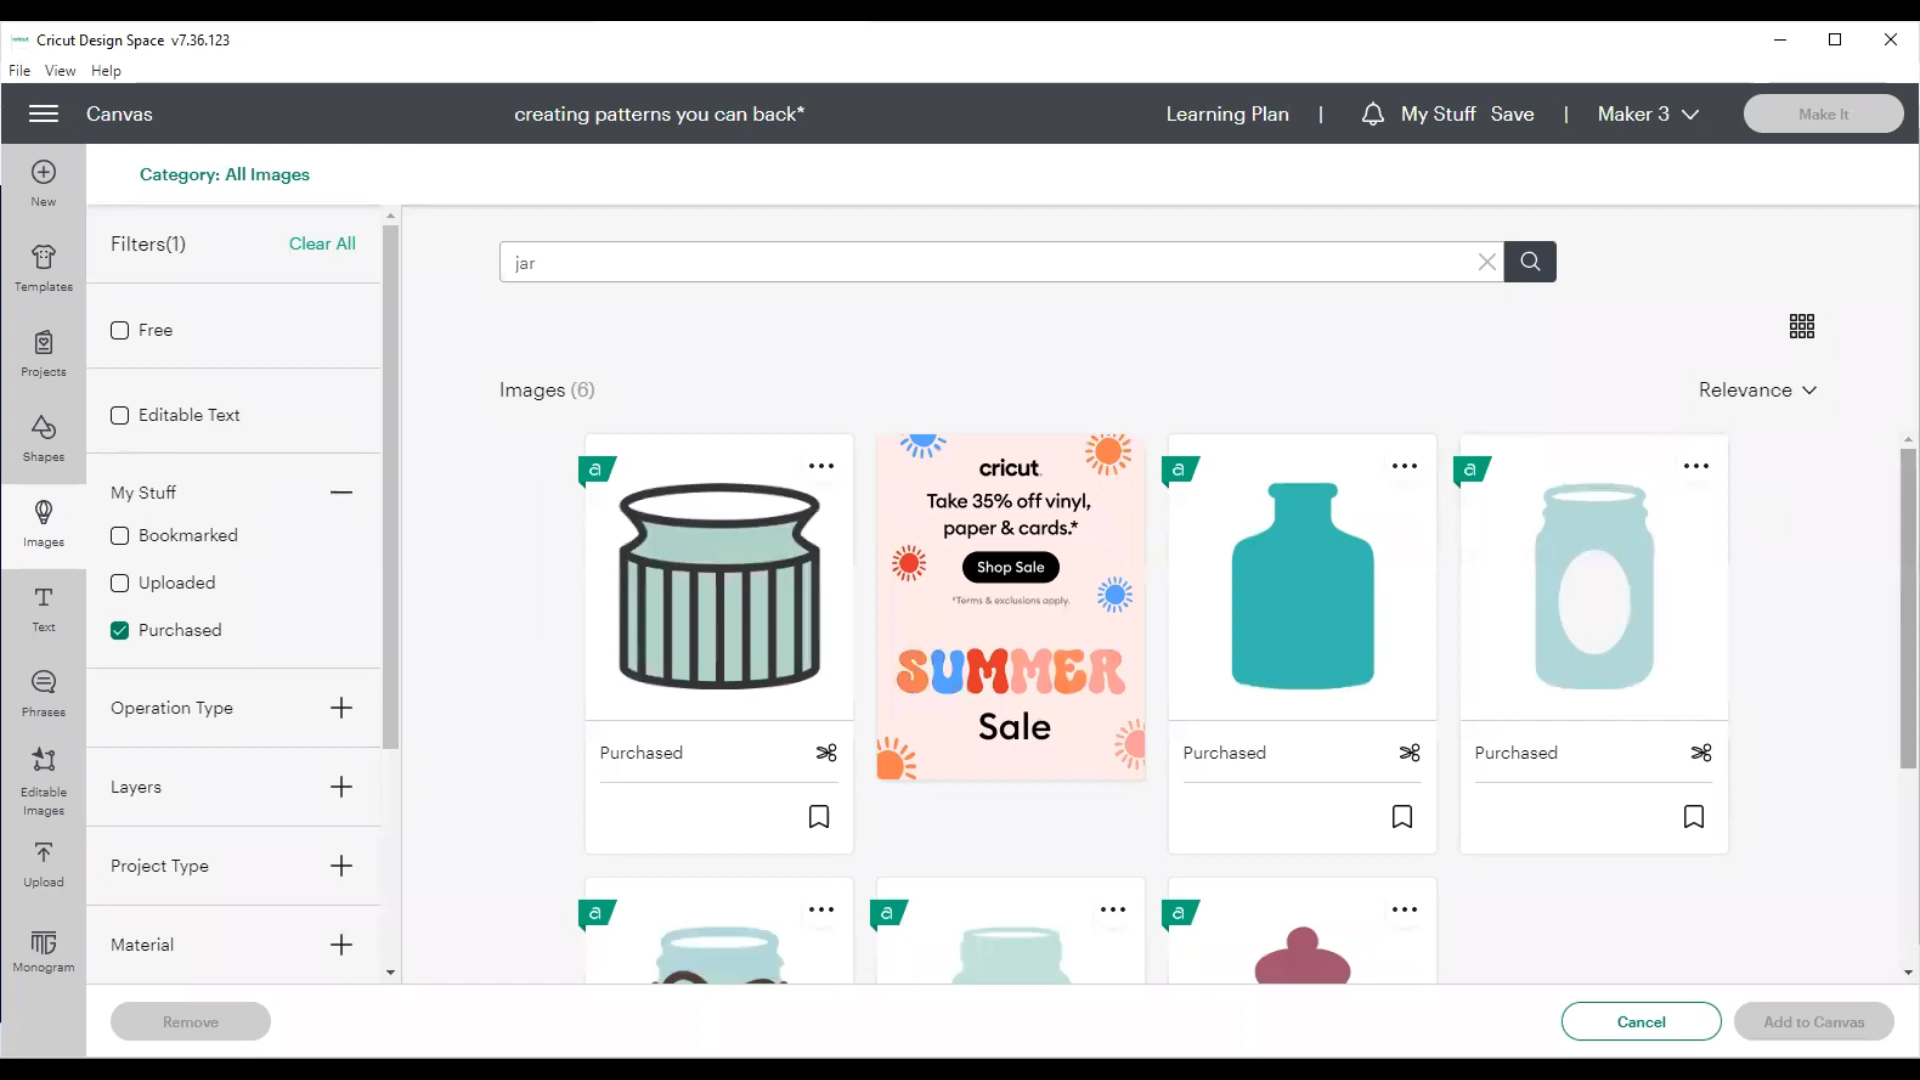 Cricut Design Space v7.36.123
File View Help
Canvas
creating patterns you can back*
Learning Plan | My Stuff Save | Maker 3
Make It
New
Templates
Projects
Shapes
Images
Text
Phrases
Editable
Images
Upload
Monogram
Category: All Images
Filters(1)
Clear All
Free
Editable Text
My Stuff
Bookmarked
Uploaded
Purchased
Operation Type
Layers
Project Type
Material
jar
Images (6)
Relevance
a
Purchased
cricut
Take 35% off vinyl,
paper & cards.*
Shop Sale
*Terms & exclusions apply.
SUMMER
Sale
a
Purchased
a
Purchased
a
a
a
Remove
Cancel
Add to Canvas